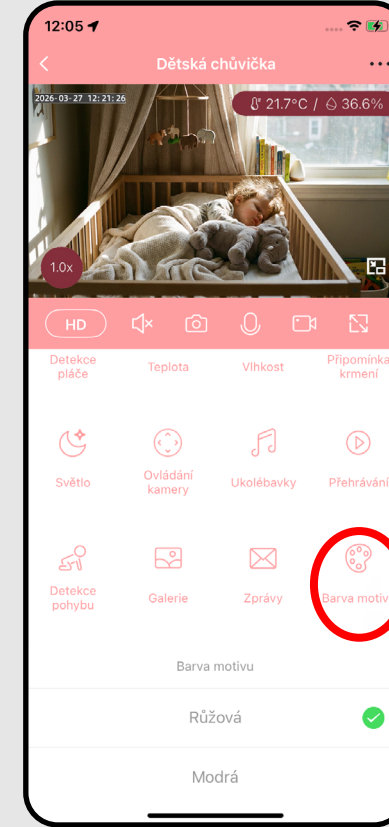 12:05
Dětská chůvička
2026-03-27 12:21:26
21.7°C / 36.6%
1.0x
HD
Detekce pláče
Teplota
Vlhkost
Připomínka krmení
Světlo
Ovládání kamery
Ukolébavky
Přehrávání
Detekce pohybu
Galerie
Zprávy
Barva motiv
Barva motivu
Růžová
Modrá